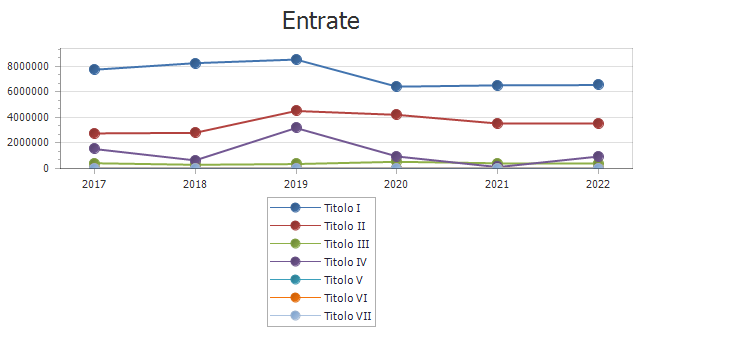 Entrate
8000000
6000000
4000000
2000000
0
2017 2018 2019 2020 2021 2022
Titolo I
Titolo II
Titolo III
Titolo IV
Titolo V
Titolo VI
Titolo VII